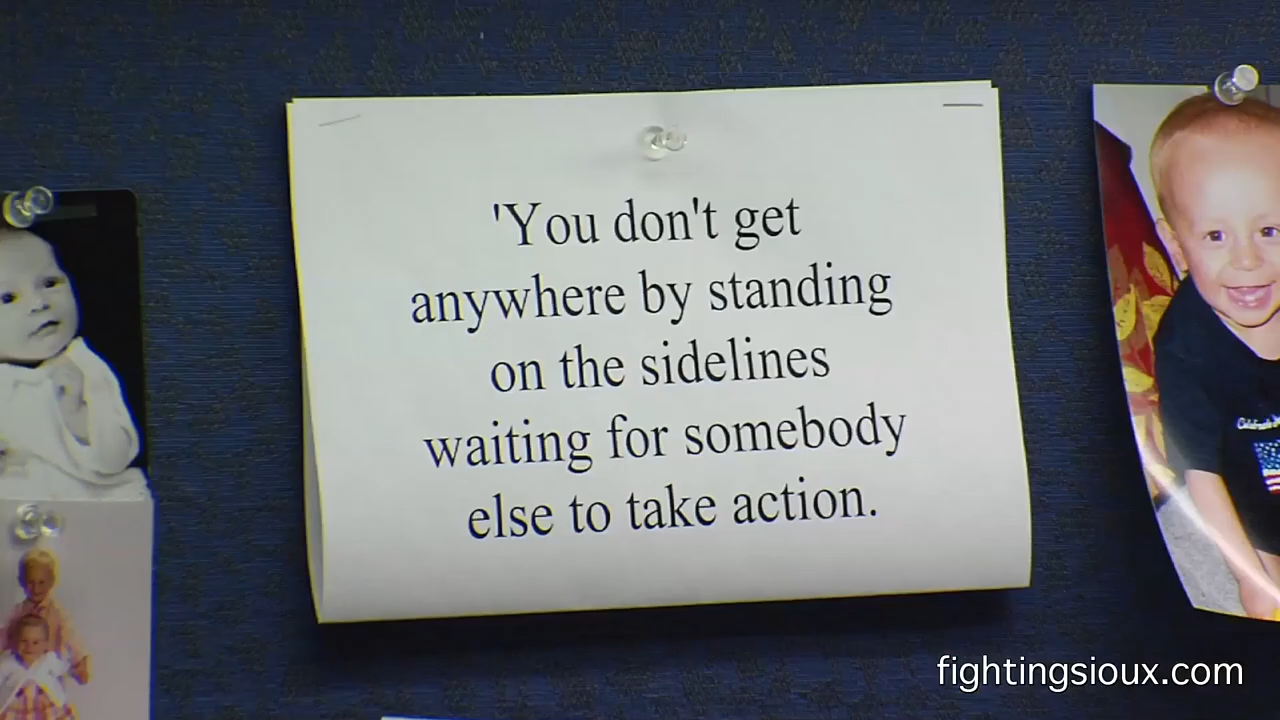 'You don't get
anywhere by standing
on the sidelines
waiting for somebody
else to take action.
fightingsioux.com